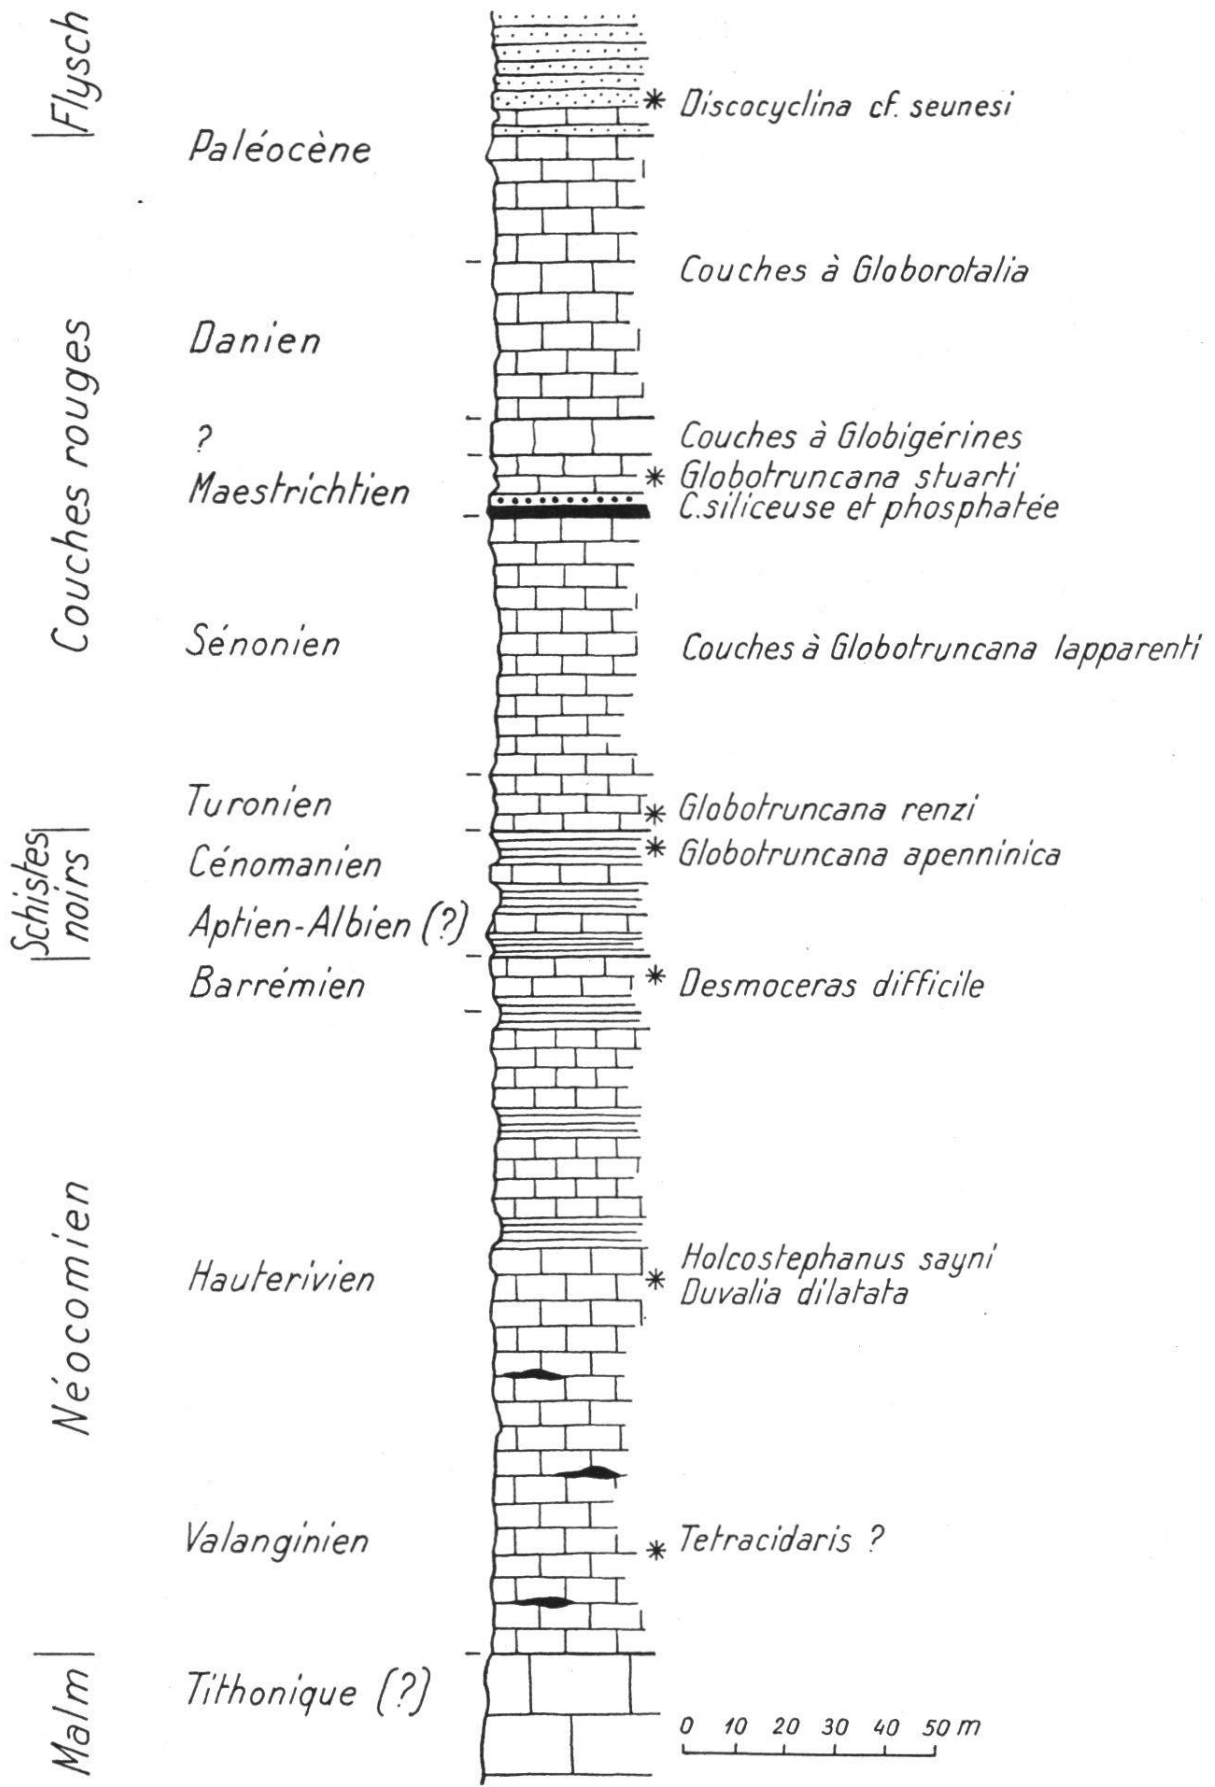 Flysch
Discocyclina cf. seunesi
Paléocène
Couches à Globorotalia
Couches rouges
Danien
?
Couches à Globigérines
Globotruncana stuarti
Maestrichtien
C.siliceuse et phosphatée
Sénonien
Couches à Globotruncana lapparenti
Turonien
Globotruncana renzi
Schistes
noirs
Cénomanien
Globotruncana apenninica
Aptien-Albien (?)
Barrémien
Desmoceras difficile
Néocomien
Hauterivien
Holcostephanus sayni
Duvalia dilatata
Valanginien
Tetracidaris ?
Malm
Tithonique (?)
0 10 20 30 40 50 m